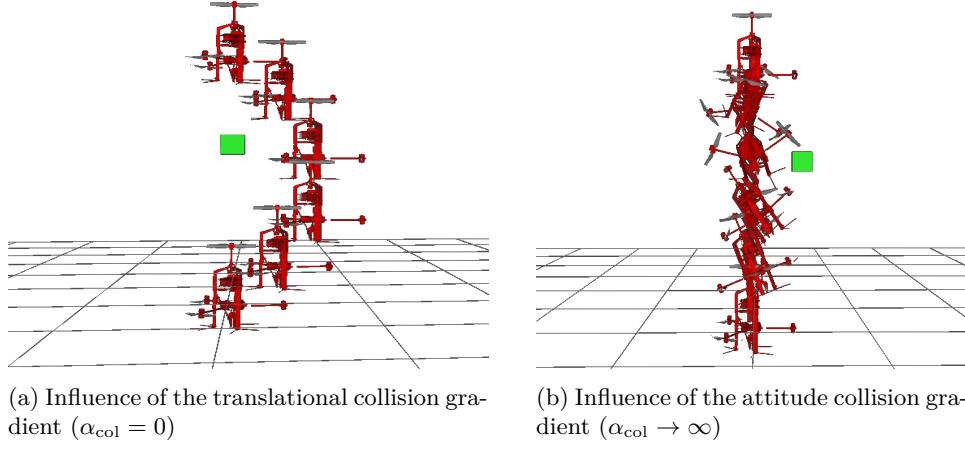 (a) Influence of the translational collision gra-
dient (α_col = 0)
(b) Influence of the attitude collision gra-
dient (α_col → ∞)